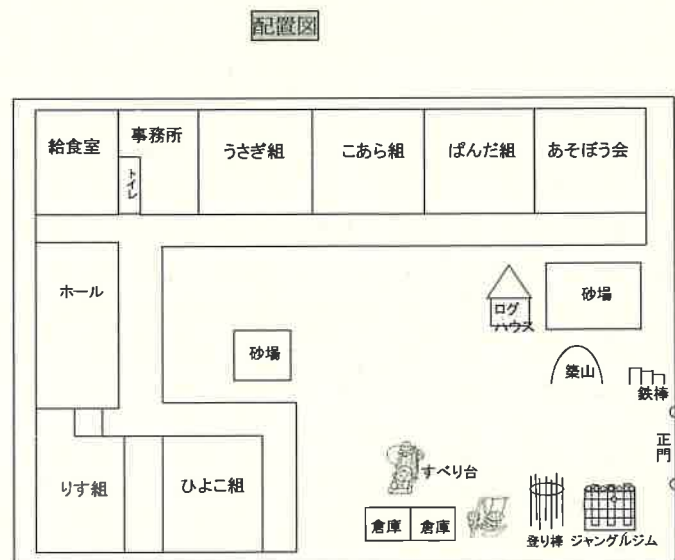 配置図
給食室
事務所
トイレ
うさぎ組
こあら組
ぱんだ組
あそぼう会
ホール
ログ
ハウス
砂場
砂場
築山
鉄棒
正門
りす組
ひよこ組
すべり台
倉庫
倉庫
登り棒
ジャングルジム